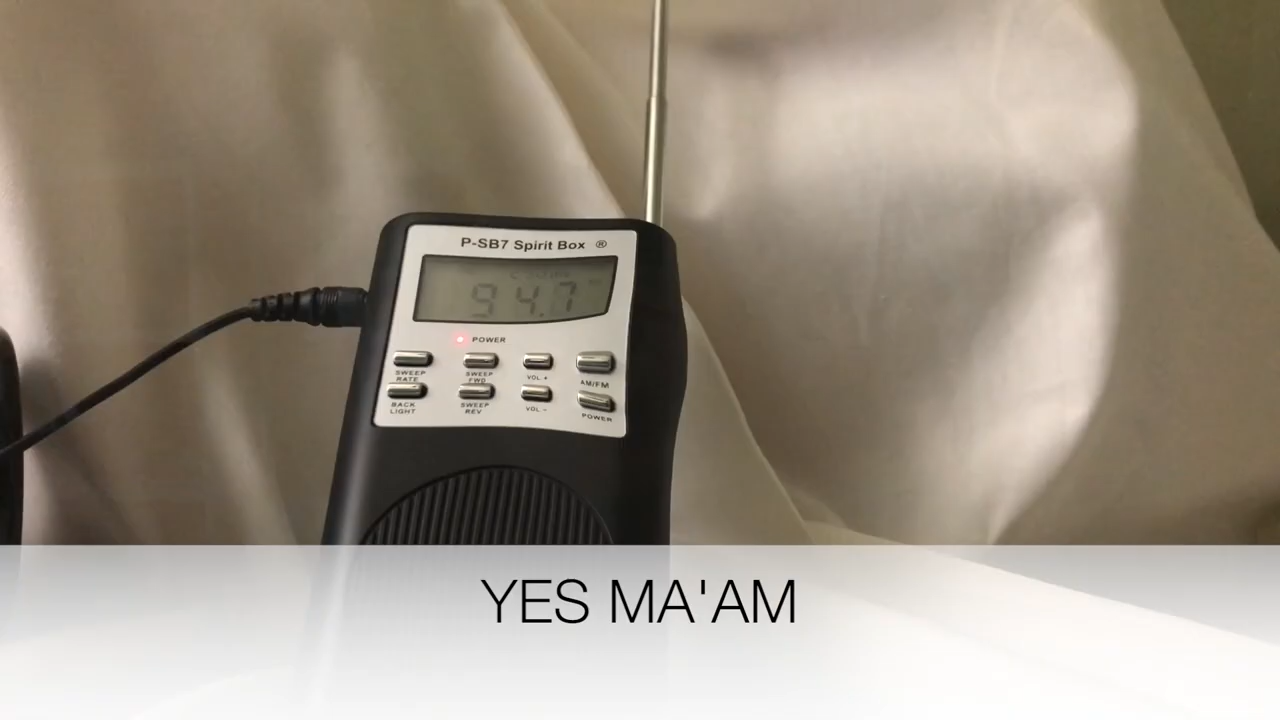 P-SB7 Spirit Box ®
94.7
POWER
SWEEP RATE
SWEEP FWD
VOL +
AM/FM
BACK LIGHT
SWEEP REV
VOL -
POWER
YES MA'AM